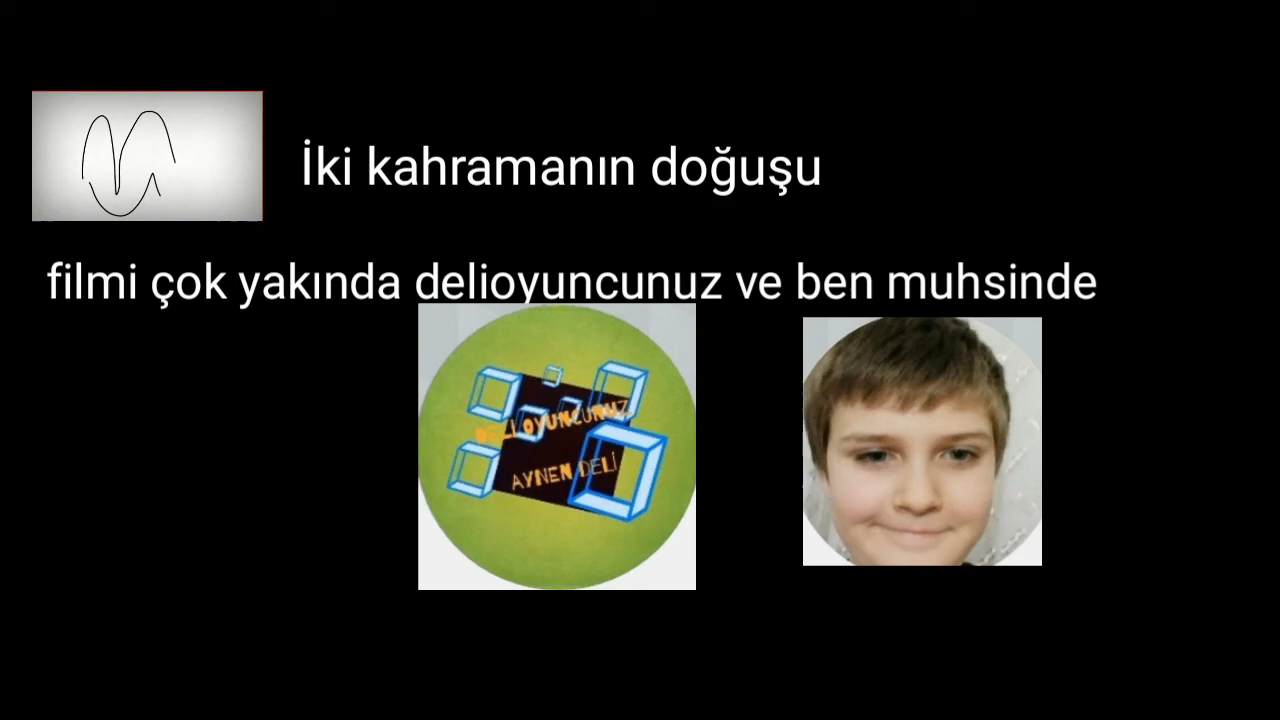 İki kahramanın doğuşu
filmi çok yakında delioyuncunuz ve ben muhsinde
DELİ OYUNCUNUZ
AYNEN DELİ